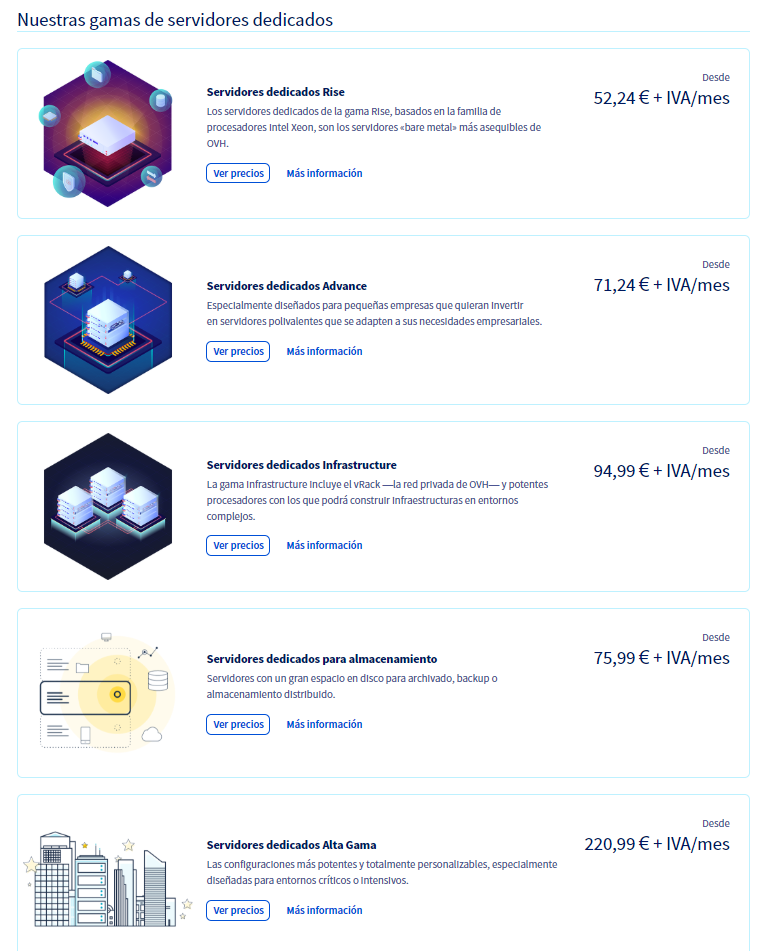 Nuestras gamas de servidores dedicados
Servidores dedicados Rise
Los servidores dedicados de la gama Rise, basados en la familia de
procesadores Intel Xeon, son los servidores «bare metal» más asequibles de
OVH.
Ver precios Más información
Desde
52,24 € + IVA/mes
Servidores dedicados Advance
Especialmente diseñados para pequeñas empresas que quieran invertir
en servidores polivalentes que se adapten a sus necesidades empresariales.
Ver precios Más información
Desde
71,24 € + IVA/mes
Servidores dedicados Infrastructure
La gama Infrastructure incluye el vRack —la red privada de OVH— y potentes
procesadores con los que podrá construir infraestructuras en entornos
complejos.
Ver precios Más información
Desde
94,99 € + IVA/mes
Servidores dedicados para almacenamiento
Servidores con un gran espacio en disco para archivado, backup o
almacenamiento distribuido.
Ver precios Más información
Desde
75,99 € + IVA/mes
Servidores dedicados Alta Gama
Las configuraciones más potentes y totalmente personalizables, especialmente
diseñadas para entornos críticos o intensivos.
Ver precios Más información
Desde
220,99 € + IVA/mes